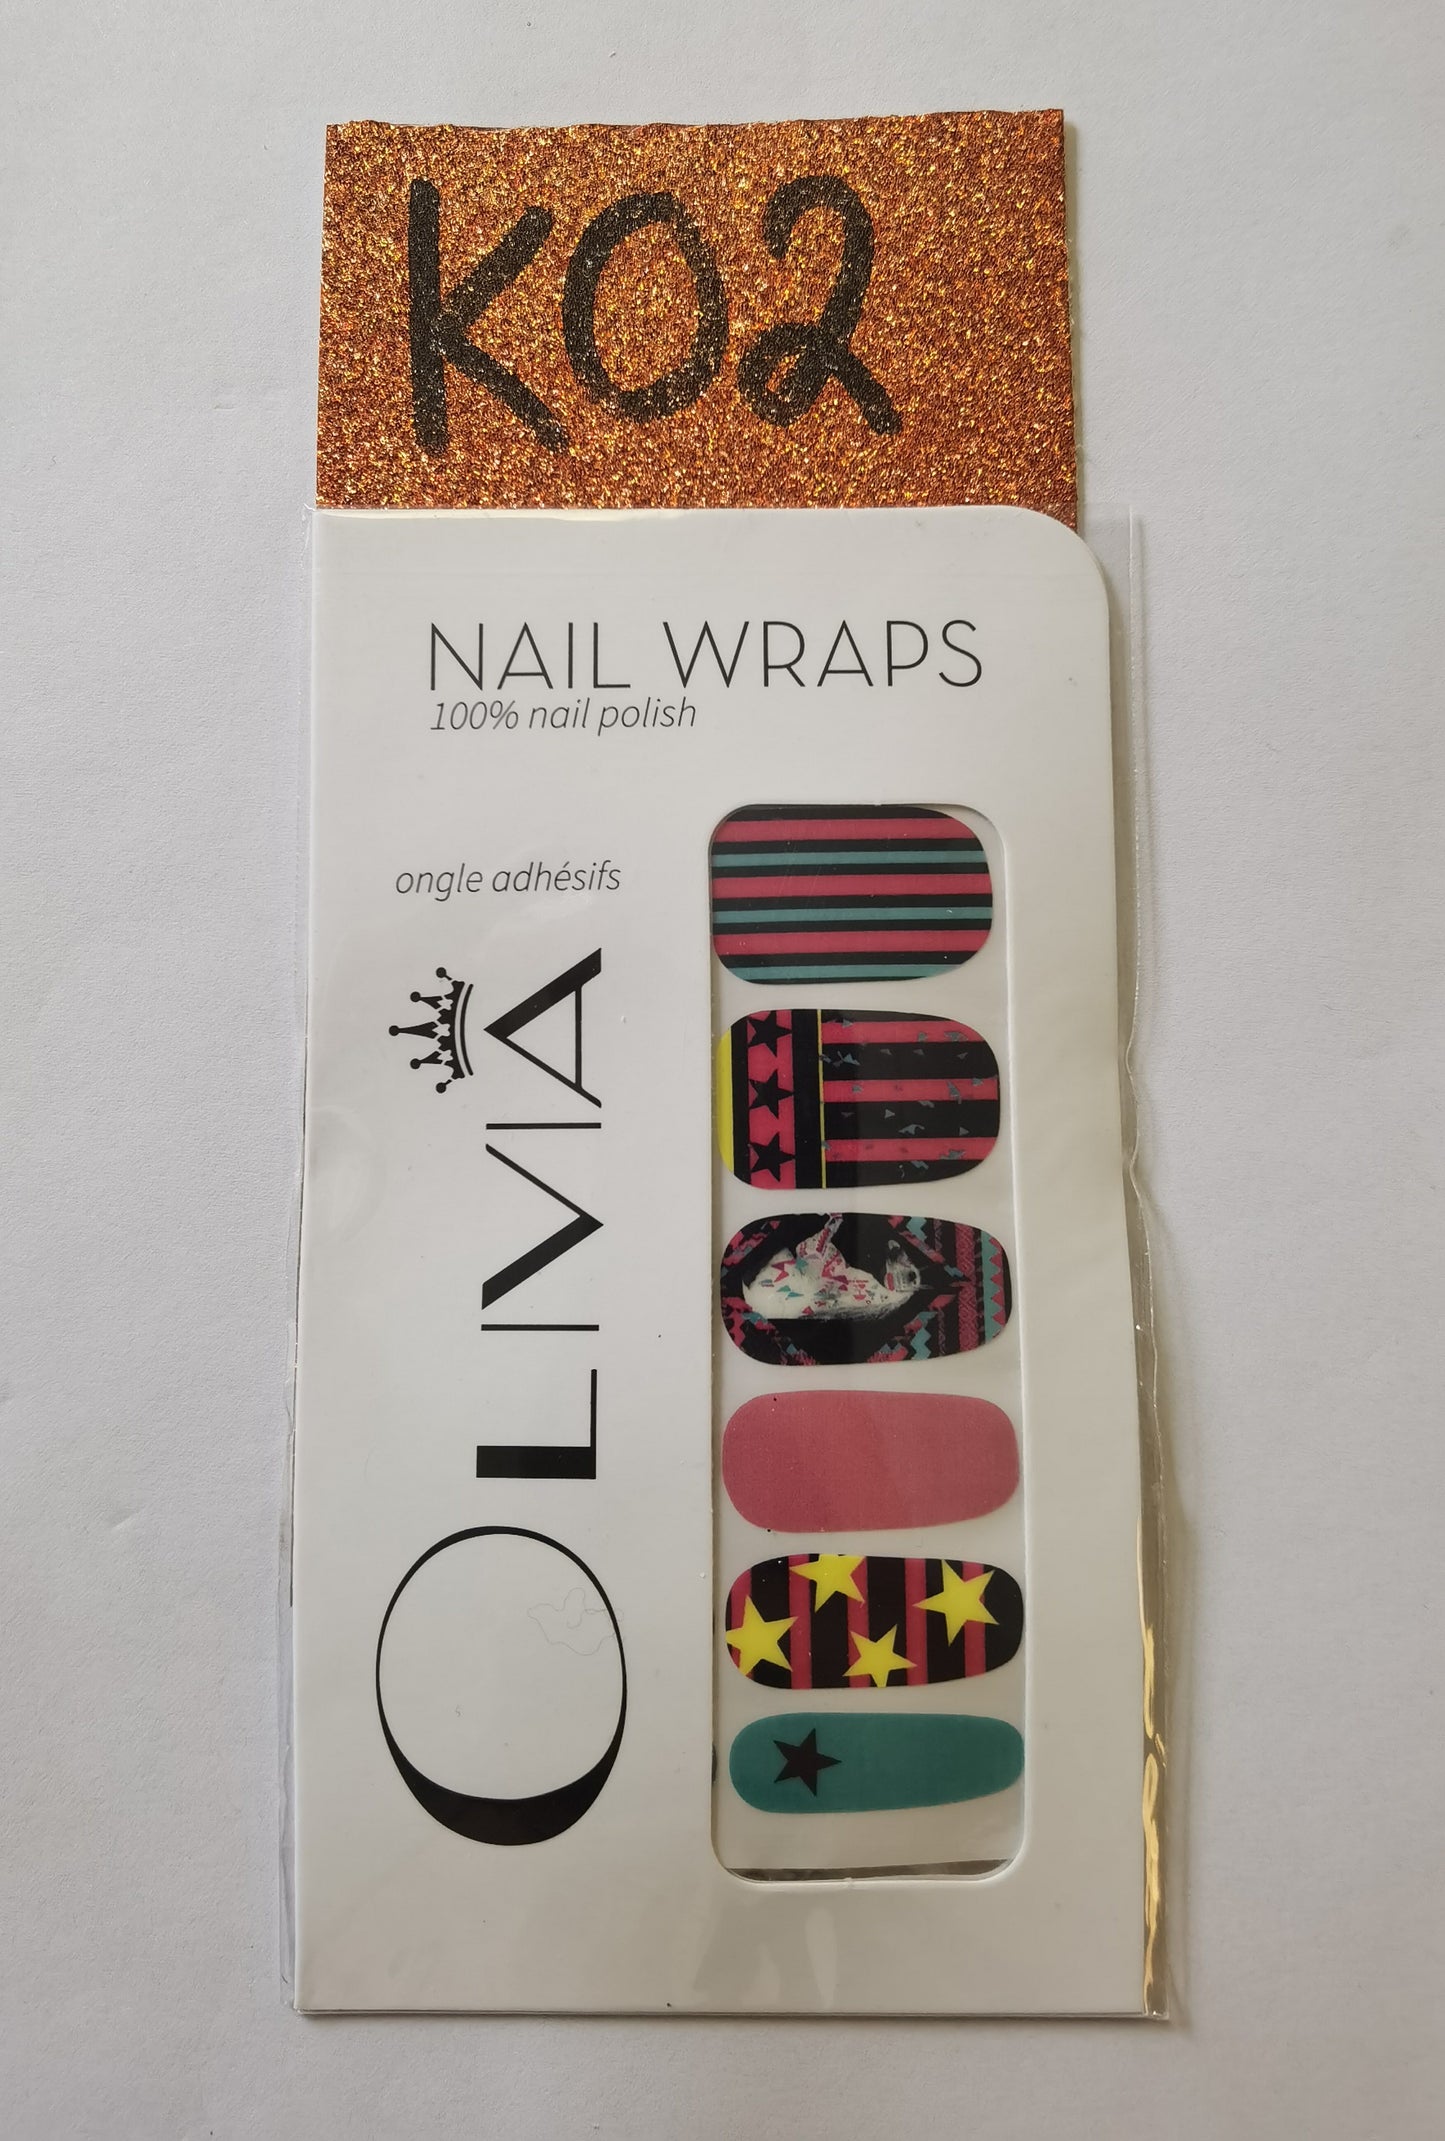 K02
NAIL WRAPS
100% nail polish
ongle adhésifs
OLIVIA